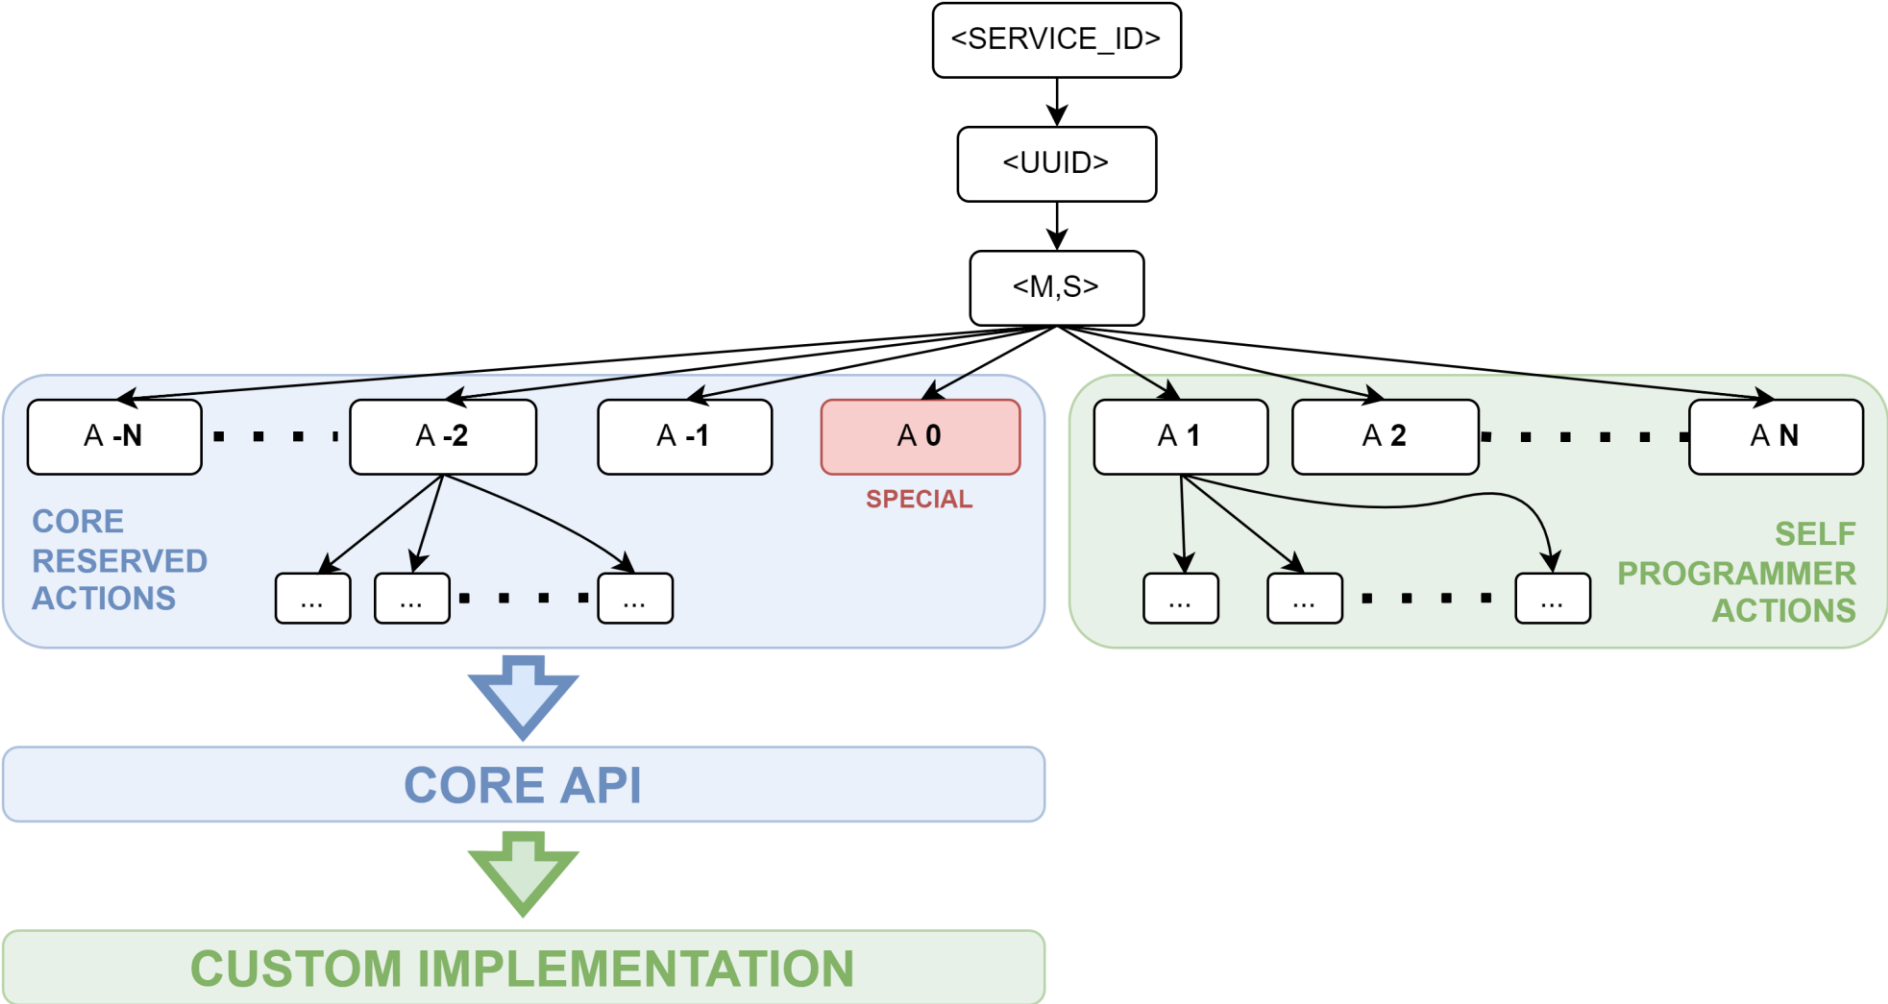 <SERVICE_ID>
<UUID>
<M,S>
A -N
A -2
A -1
A 0
A 1
A 2
A N
SPECIAL
CORE
RESERVED
ACTIONS
SELF
PROGRAMMER
ACTIONS
...
...
...
...
...
...
CORE API
CUSTOM IMPLEMENTATION